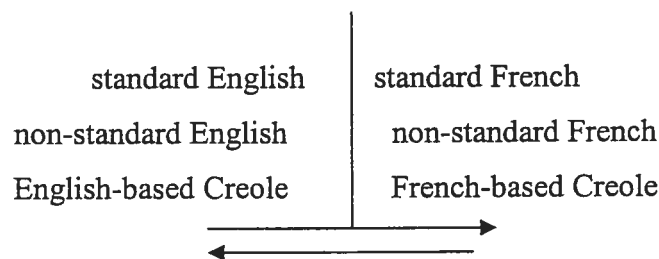 standard English
non-standard English
English-based Creole
standard French
non-standard French
French-based Creole